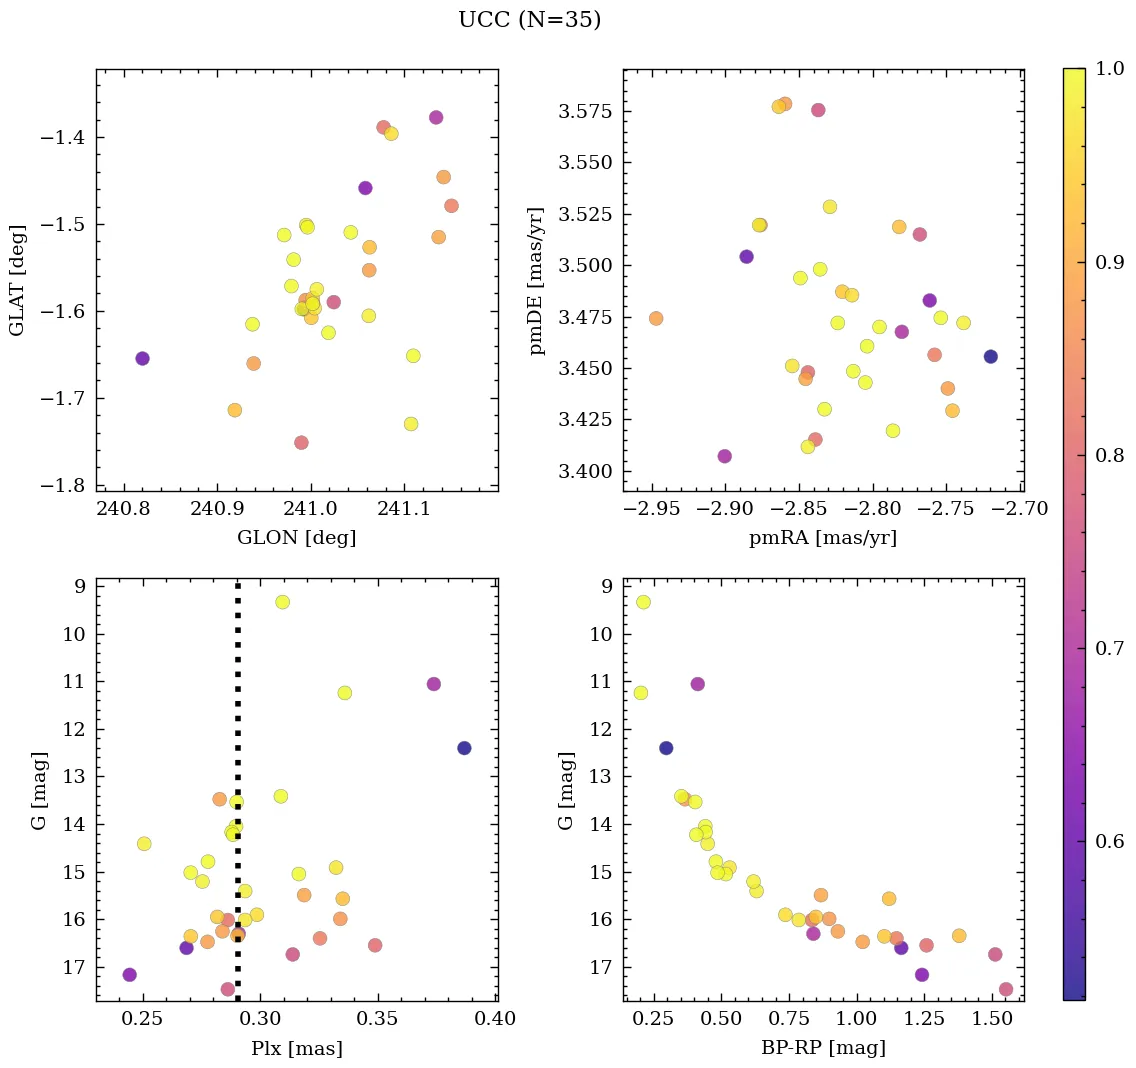 UCC (N=35)
−1.4
−1.5
−1.6
−1.7
−1.8
GLAT [deg]
240.8 240.9 241.0 241.1
GLON [deg]
3.575
3.550
3.525
3.500
3.475
3.450
3.425
3.400
pmDE [mas/yr]
−2.95 −2.90 −2.85 −2.80 −2.75 −2.70
pmRA [mas/yr]
1.0
0.9
0.8
0.7
0.6
9
10
11
12
13
14
15
16
17
G [mag]
0.25 0.30 0.35 0.40
Plx [mas]
9
10
11
12
13
14
15
16
17
G [mag]
0.25 0.50 0.75 1.00 1.25 1.50
BP-RP [mag]